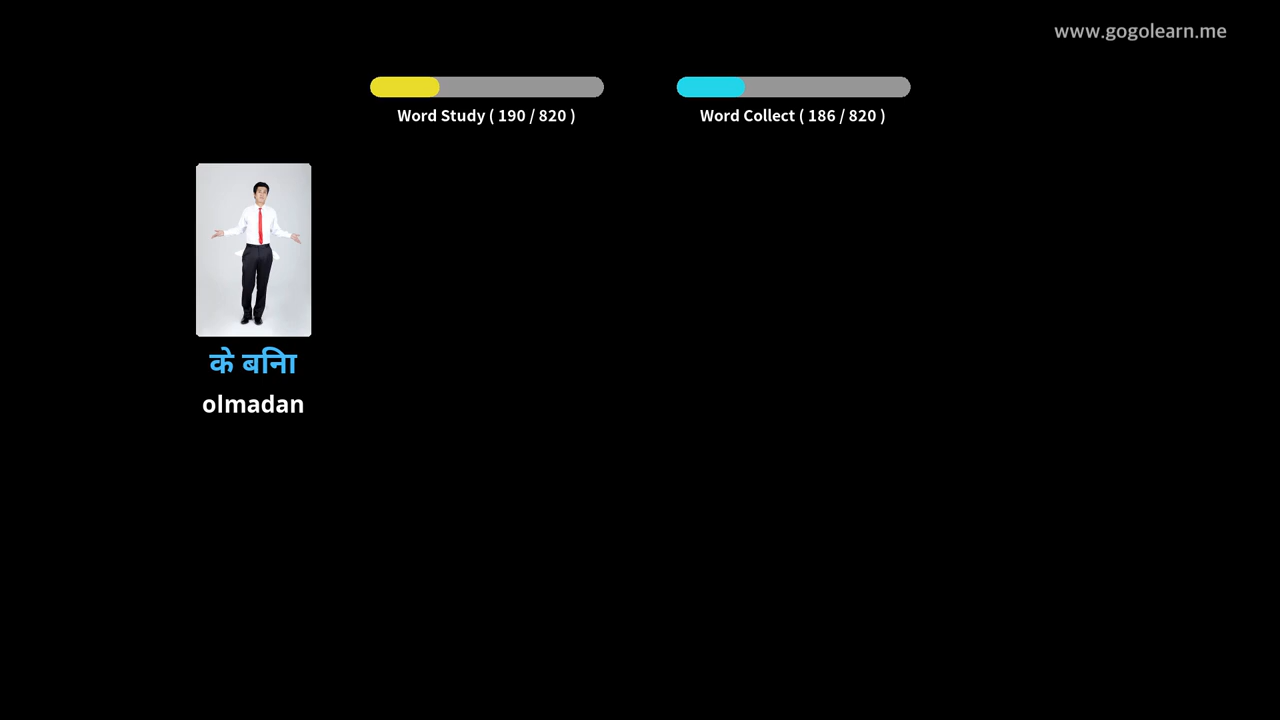 www.gogolearn.me
Word Study ( 190 / 820 )
Word Collect ( 186 / 820 )
के बिना
olmadan